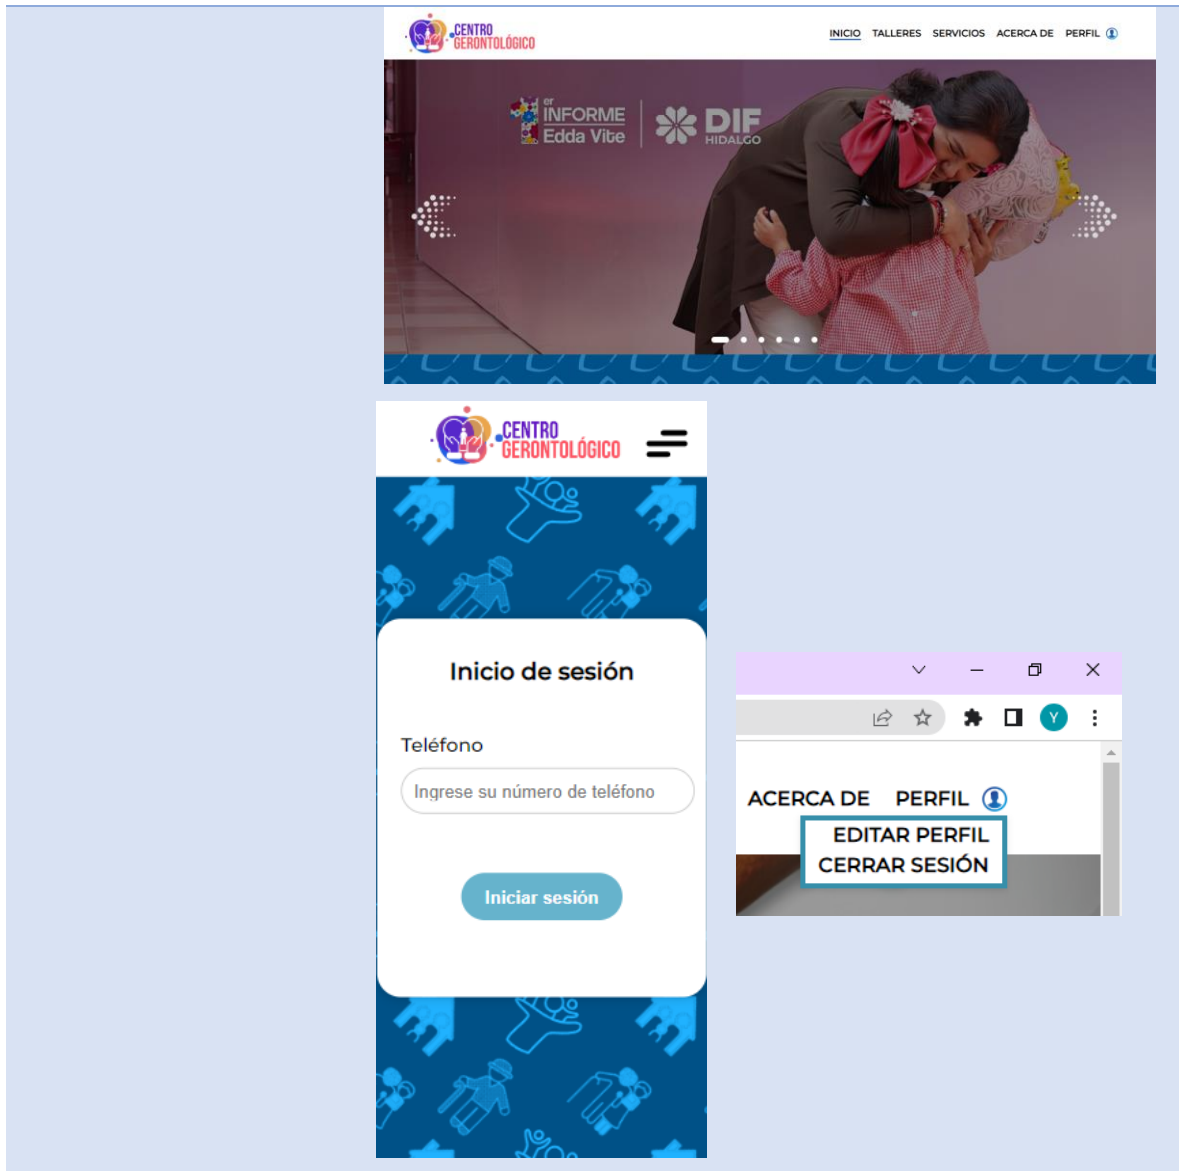 CENTRO
GERONTOLÓGICO
INICIO TALLERES SERVICIOS ACERCA DE PERFIL
er
INFORME
Edda Vite
DIF
HIDALGO
CENTRO
GERONTOLÓGICO
Inicio de sesión
Teléfono
Ingrese su número de teléfono
Iniciar sesión
Y
ACERCA DE PERFIL
EDITAR PERFIL
CERRAR SESIÓN